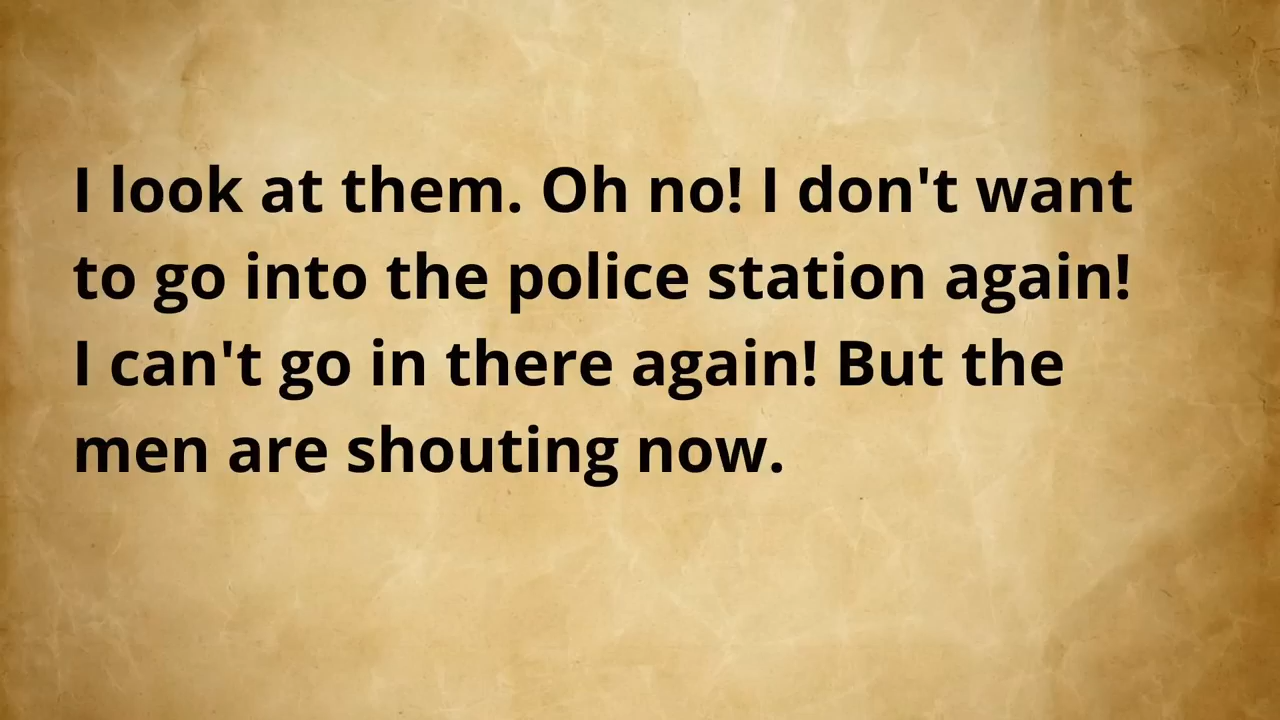 I look at them. Oh no! I don't want
to go into the police station again!
I can't go in there again! But the
men are shouting now.